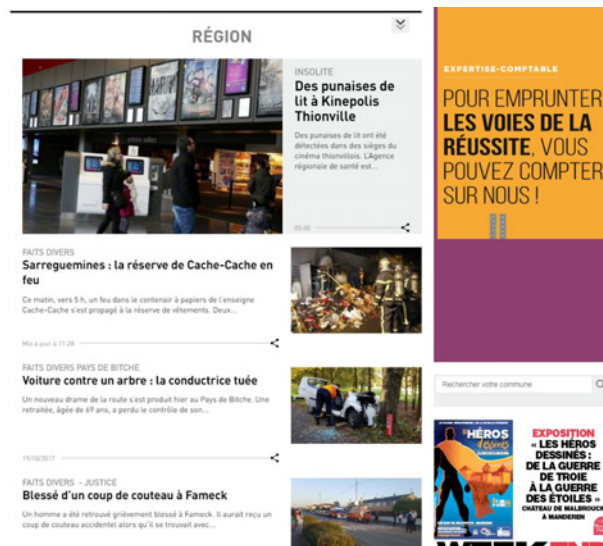 RÉGION
INSOLITE
Des punaises de
lit à Kinepolis
Thionville
Des punaises de lit ont été
détectées dans des sièges du
cinéma thionvillois. L'Agence
régionale de santé est...
05:00
FAITS DIVERS
Sarreguemines : la réserve de Cache-Cache en
feu
Ce matin, vers 5 h, un feu dans le contenair à papiers de l'enseigne
Cache-Cache s'est propagé à la réserve de vêtements. Deux...
Mis à jour à 11:28
FAITS DIVERS PAYS DE BITCHE
Voiture contre un arbre : la conductrice tuée
Un nouveau drame de la route s'est produit hier au Pays de Bitche. Une
retraitée, âgée de 69 ans, a perdu le contrôle de son...
19/10/2017
FAITS DIVERS - JUSTICE
Blessé d'un coup de couteau à Fameck
Un homme a été retrouvé grièvement blessé à Fameck. Il aurait reçu un
coup de couteau accidentel alors qu'il se trouvait avec...
EXPERTISE-COMPTABLE
POUR EMPRUNTER
LES VOIES DE LA
RÉUSSITE, VOUS
POUVEZ COMPTER
SUR NOUS !
Rechercher votre commune
HÉROS
dessinés
EXPOSITION
« LES HÉROS
DESSINÉS :
DE LA GUERRE
DE TROIE
À LA GUERRE
DES ÉTOILES »
CHÂTEAU DE MALBROUCK
À MANDEREN